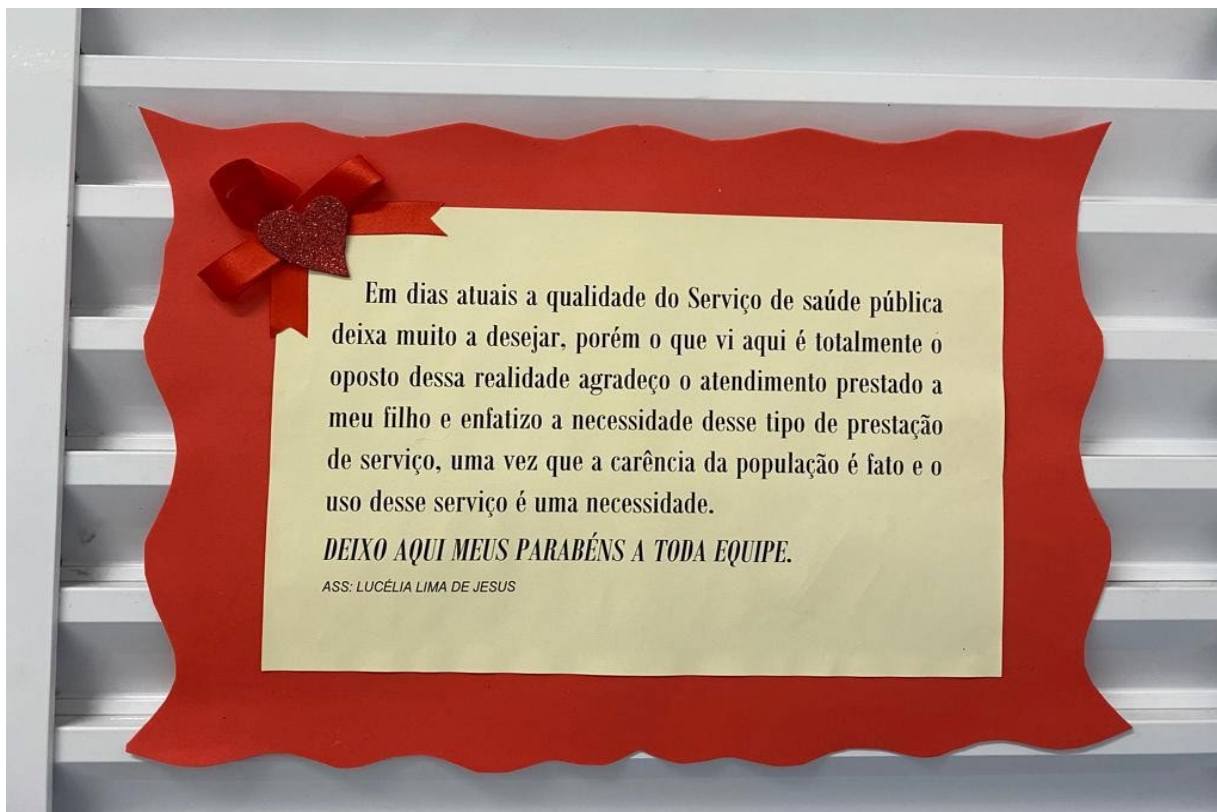 Em dias atuais a qualidade do Serviço de saúde pública
deixa muito a desejar, porém o que vi aqui é totalmente o
oposto dessa realidade agradeço o atendimento prestado a
meu filho e enfatizo a necessidade desse tipo de prestação
de serviço, uma vez que a carência da população é fato e o
uso desse serviço é uma necessidade.
DEIXO AQUI MEUS PARABÉNS A TODA EQUIPE.
ASS: LUCÉLIA LIMA DE JESUS